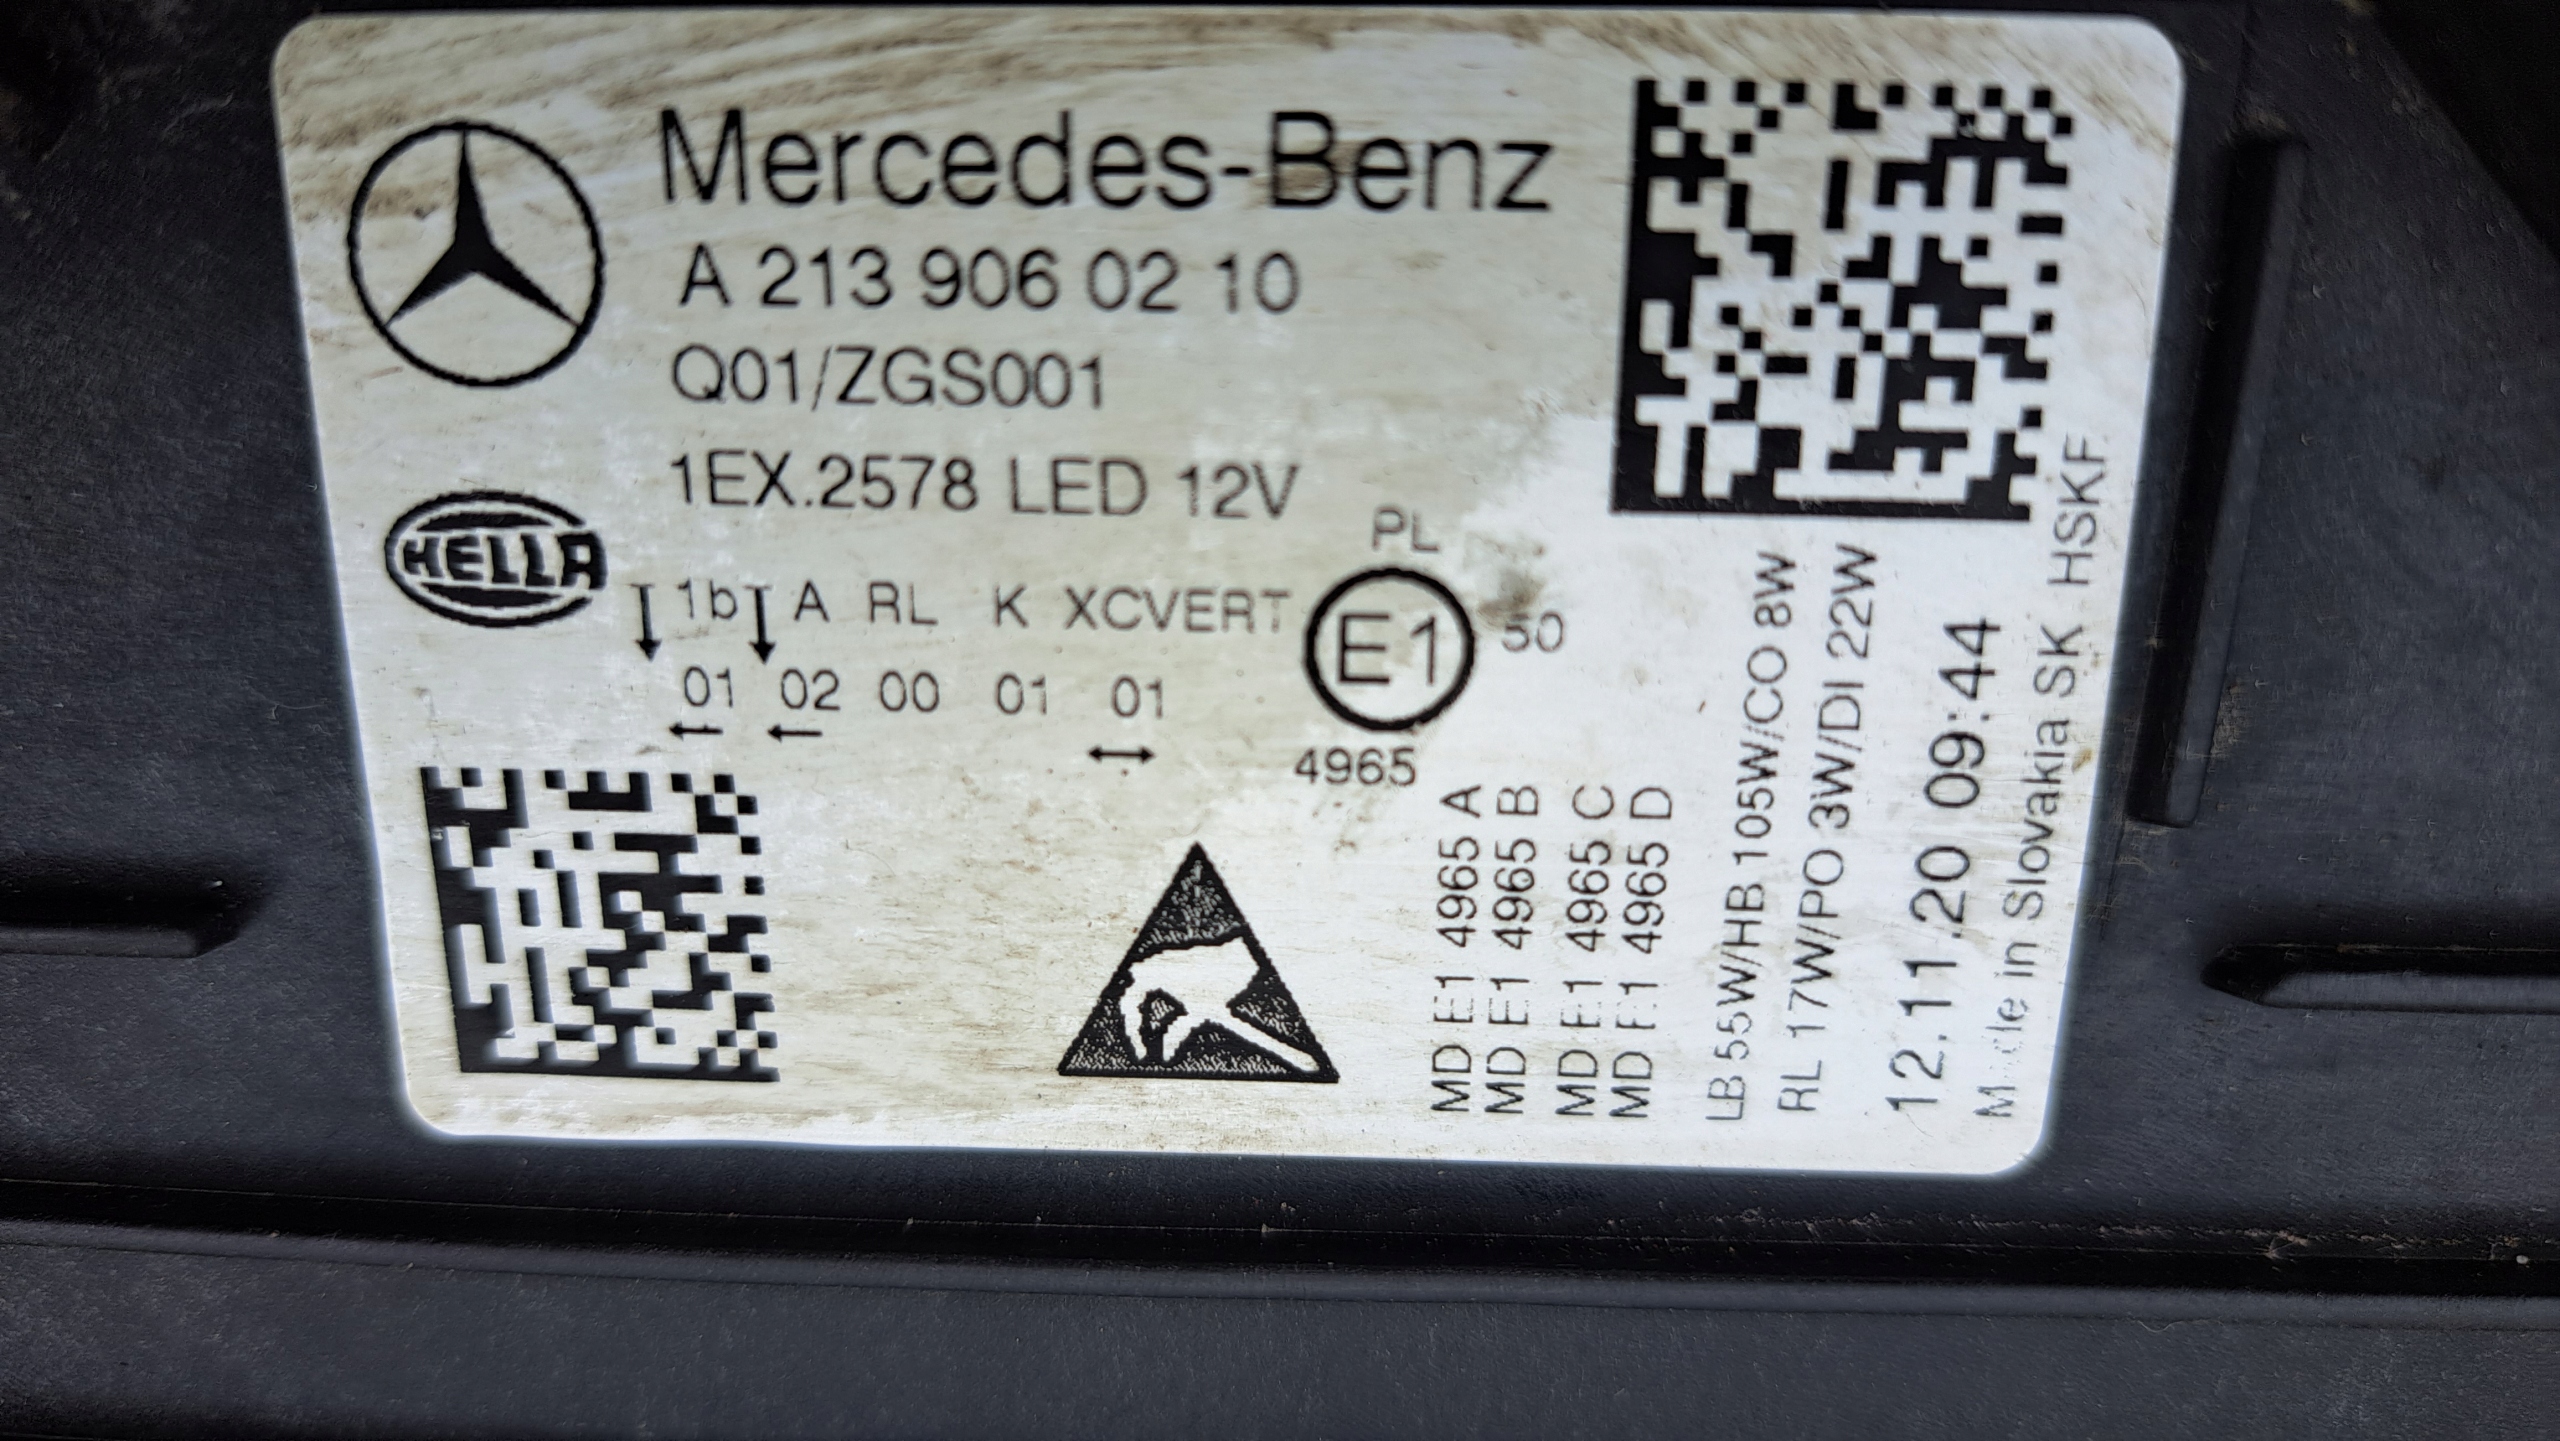 Mercedes-Benz
A 213 906 02 10
Q01/ZGS001
1EX.2578 LED 12V
HELLA
1b A RL K XCVERT
01 02 00 01 01
PL
E1
50
4965
MD E1 4965 A
MD E1 4965 B
MD E1 4965 C
MD E1 4965 D
LB 55W/HB 105W/CO 8W
RL 17W/PO 3W/DI 22W
12.11.20 09:44
Made in Slovakia SK HSKF